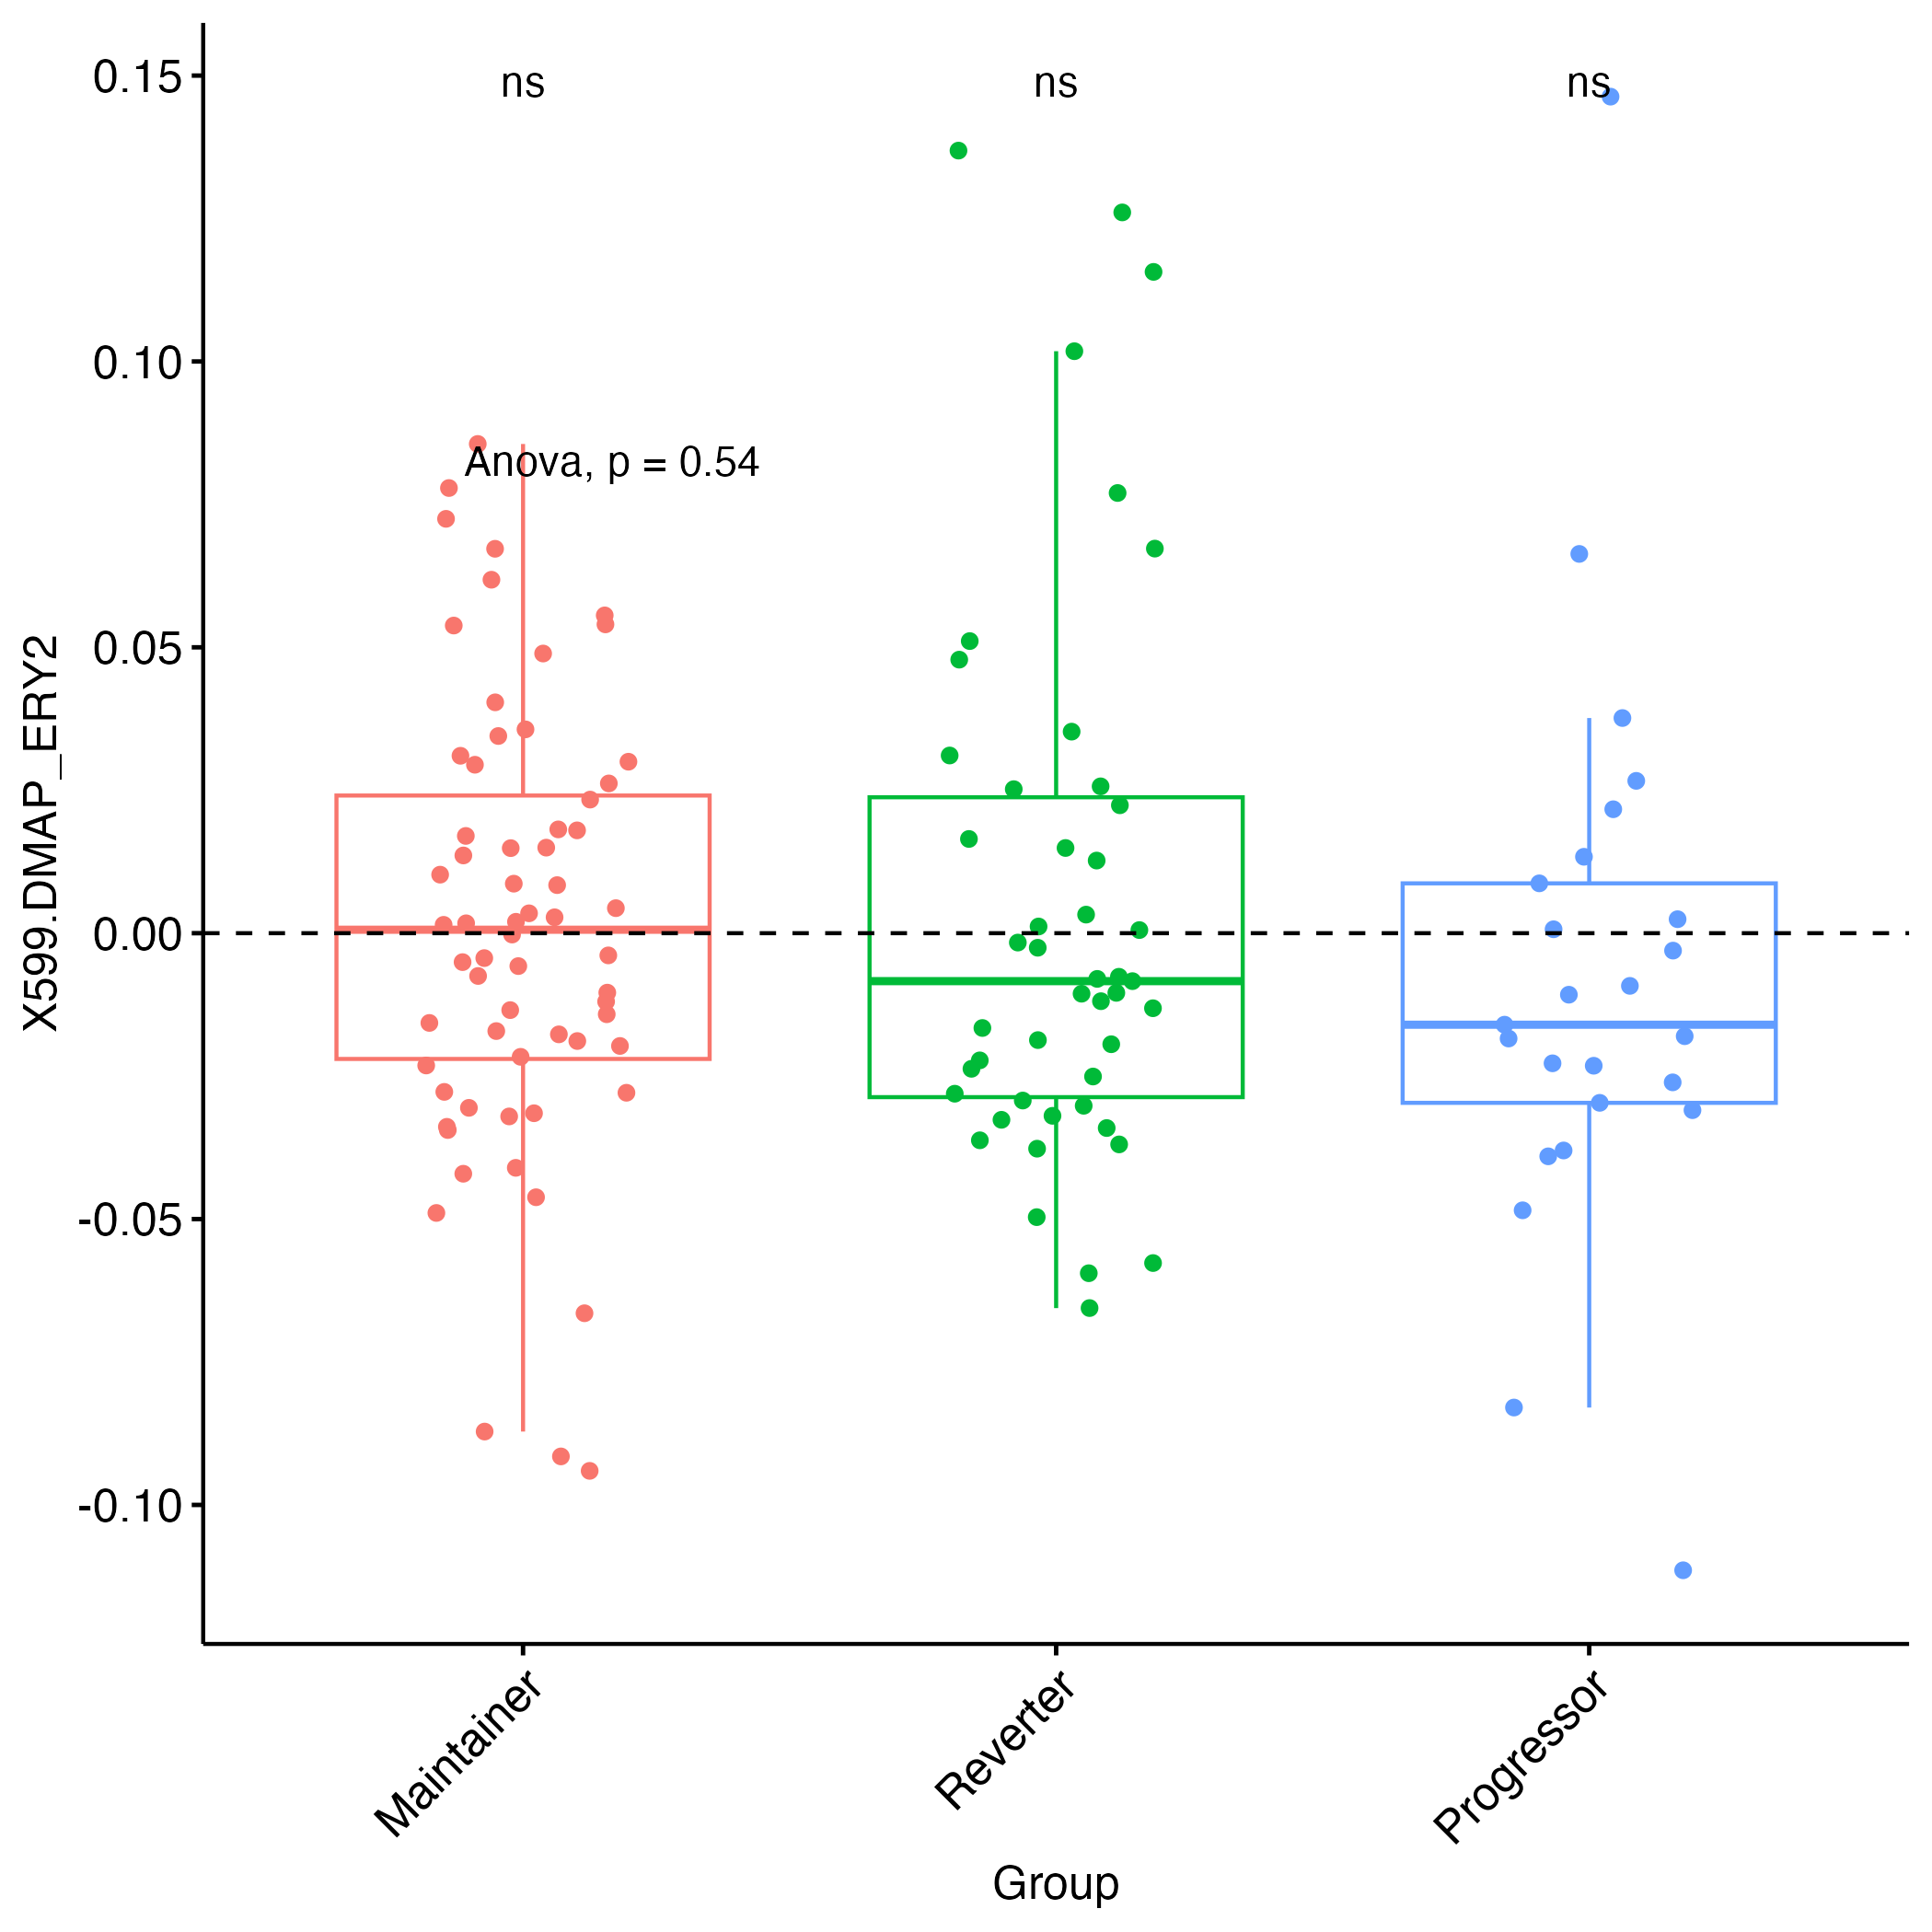 ns ns ns
Anova, p = 0.54
0.15
0.10
0.05
0.00
-0.05
-0.10
X599.DMAP_ERY2
Maintainer
Reverter
Progressor
Group